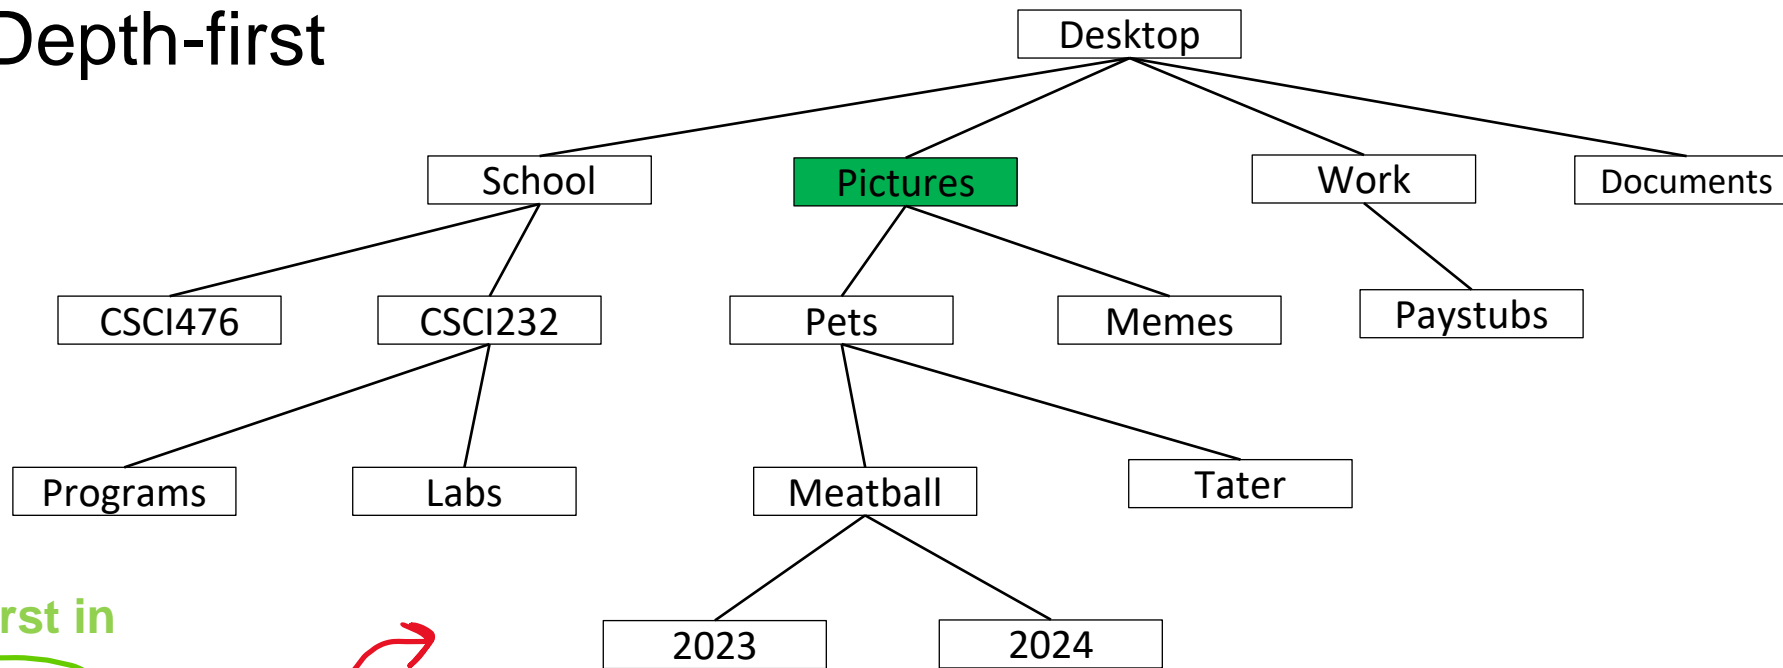 Depth-first
Desktop
School Pictures Work Documents
CSCI476 CSCI232 Pets Memes Paystubs
Programs Labs Meatball Tater
rst in
2023 2024